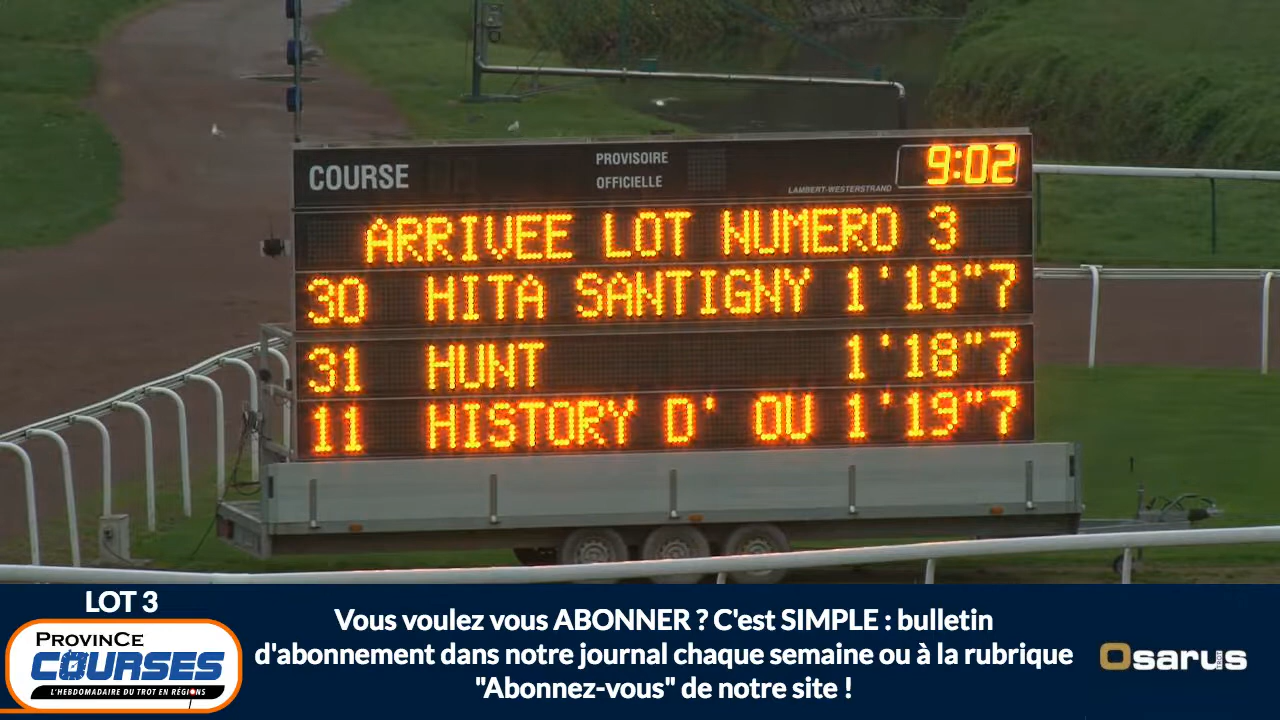 COURSE
PROVISOIRE
OFFICIELLE
LAMBERT-WESTERSTRAND
9:02
ARRIVEE LOT NUMERO 3
30 HITA SANTIGNY 1'18"7
31 HUNT 1'18"7
11 HISTORY D' OU 1'19"7
LOT 3
PROVINCE
COURSES
L'HEBDOMADAIRE DU TROT EN RÉGIONS
Vous voulez vous ABONNER ? C'est SIMPLE : bulletin
d'abonnement dans notre journal chaque semaine ou à la rubrique
"Abonnez-vous" de notre site !
Osarus